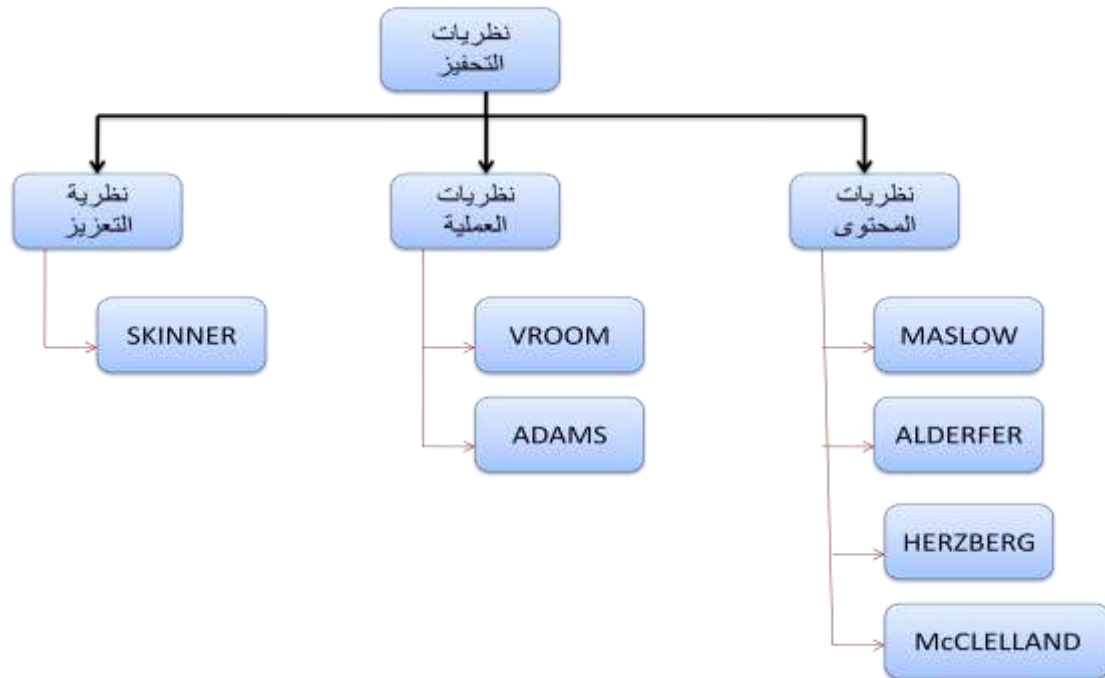 نظريات
التحفيز
نظريات
المحتوى
نظريات
العملية
نظرية
التعزيز
MASLOW
ALDERFER
HERZBERG
McCLELLAND
VROOM
ADAMS
SKINNER